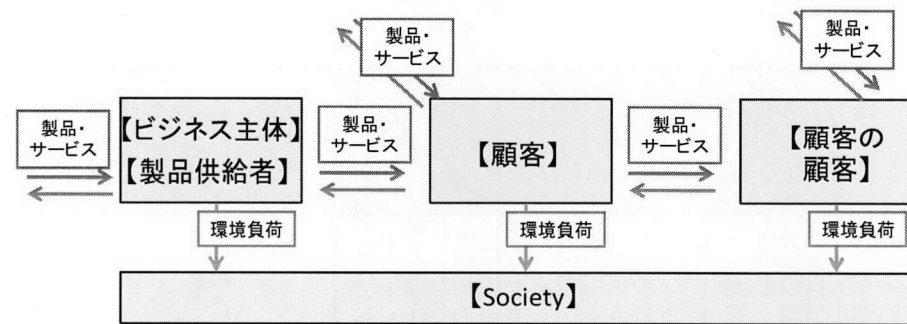 製品・
サービス
製品・
サービス
製品・
サービス
【ビジネス主体】
【製品供給者】
製品・
サービス
【顧客】
製品・
サービス
【顧客の
顧客】
環境負荷
環境負荷
環境負荷
【Society】